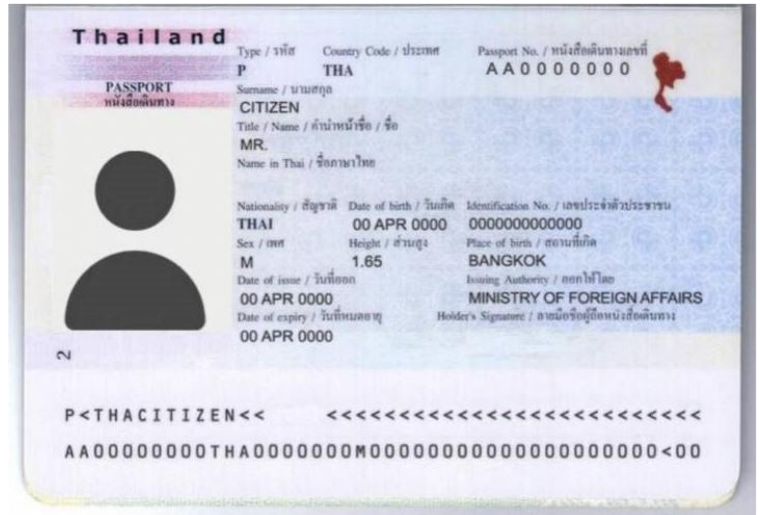 Thailand
PASSPORT
หนังสือเดินทาง
Type / รหัส Country Code / ประเทศ Passport No. / หนังสือเดินทางเลขที่
P THA AA0000000
Surname / นามสกุล
CITIZEN
Title / Name / คำนำหน้าชื่อ / ชื่อ
MR.
Name in Thai / ชื่อภาษาไทย
Nationality / สัญชาติ Date of birth / วันเกิด Identification No. / เลขประจำตัวประชาชน
THAI 00 APR 0000 0000000000000
Sex / เพศ Height / ส่วนสูง Place of birth / สถานที่เกิด
M 1.65 BANGKOK
Date of issue / วันที่ออก Issuing Authority / ออกให้โดย
00 APR 0000 MINISTRY OF FOREIGN AFFAIRS
Date of expiry / วันที่หมดอายุ Holder's Signature / ลายมือชื่อผู้ถือหนังสือเดินทาง
00 APR 0000
2
P<THACITIZEN<< <<<<<<<<<<<<<<<<<<<<<<<<<<
AA00000000THA0000000M00000000000000000000000<00